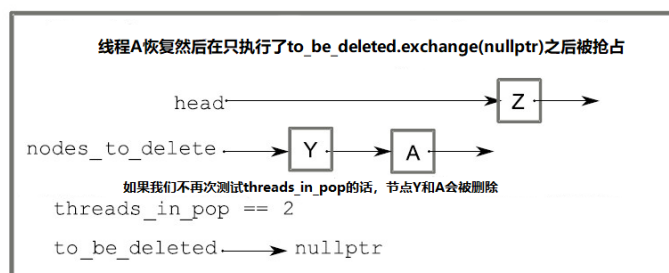 线程A恢复然后在只执行了to_be_deleted.exchange(nullptr)之后被抢占
head Z
nodes_to_delete Y A
如果我们不再次测试threads_in_pop的话，节点Y和A会被删除
threads_in_pop == 2
to_be_deleted nullptr